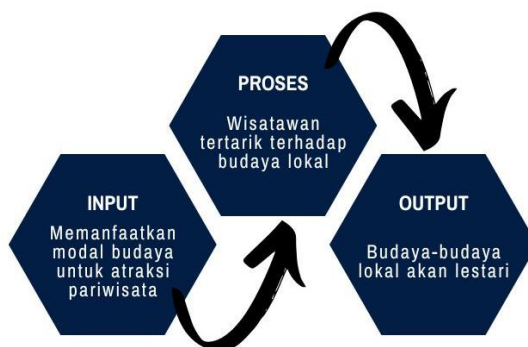 INPUT
Memanfaatkan
modal budaya
untuk atraksi
pariwisata
PROSES
Wisatawan
tertarik terhadap
budaya lokal
OUTPUT
Budaya-budaya
lokal akan lestari